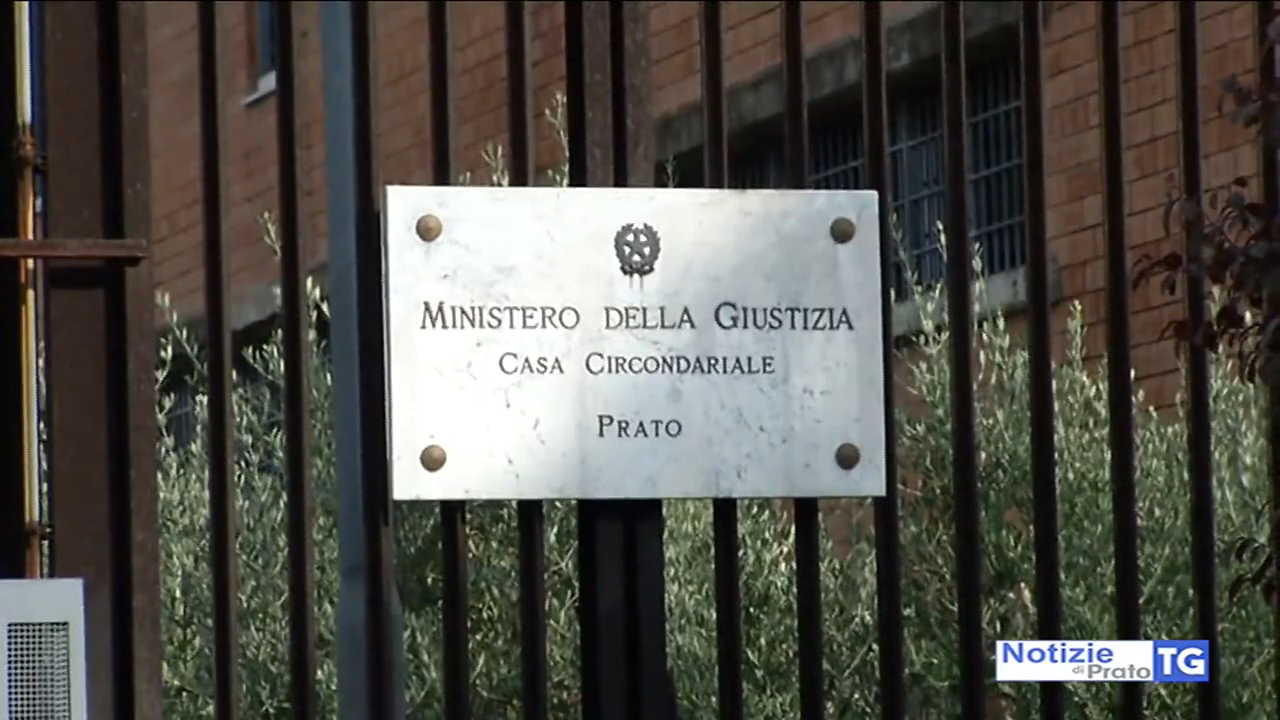 MINISTERO DELLA GIUSTIZIA
CASA CIRCONDARIALE
PRATO
Notizie
di Prato
TG